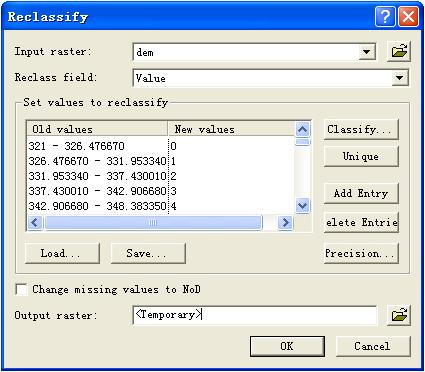 Reclassify
Input raster: dem
Reclass field: Value
Set values to reclassify
Old values New values
321 - 326.476670 0
326.476670 - 331.953340 1
331.953340 - 337.430010 2
337.430010 - 342.906680 3
342.906680 - 348.383350 4
Classify...
Unique
Add Entry
elete Entrie
Load... Save... Precision...
Change missing values to NoD
Output raster: <Temporary>
OK Cancel